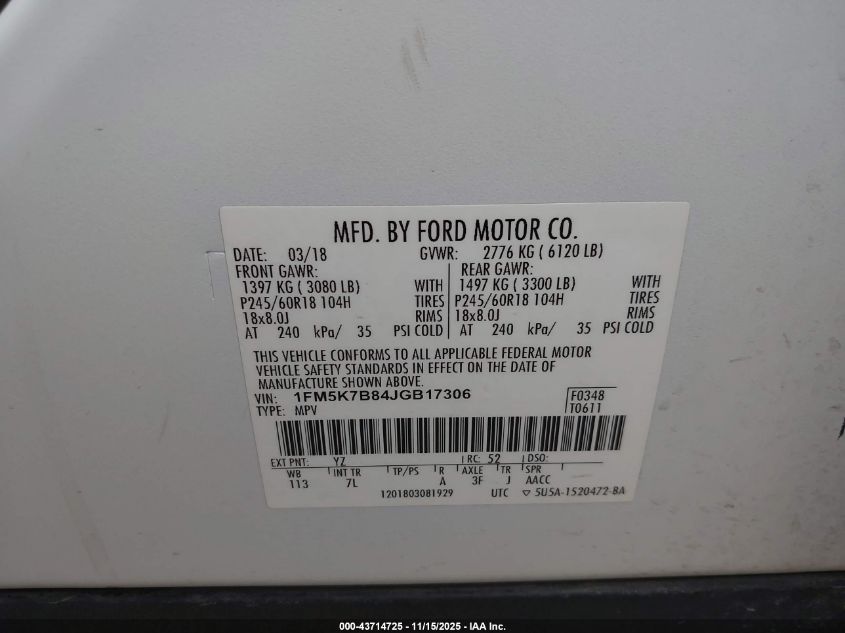 MFD. BY FORD MOTOR CO.
DATE: 03/18 GVWR: 2776 KG ( 6120 LB)
FRONT GAWR: REAR GAWR:
1397 KG ( 3080 LB) WITH 1497 KG ( 3300 LB) WITH
P245/60R18 104H TIRES P245/60R18 104H TIRES
18x8.0J RIMS 18x8.0J RIMS
AT 240 kPa/ 35 PSI COLD AT 240 kPa/ 35 PSI COLD
THIS VEHICLE CONFORMS TO ALL APPLICABLE FEDERAL MOTOR
VEHICLE SAFETY STANDARDS IN EFFECT ON THE DATE OF
MANUFACTURE SHOWN ABOVE.
VIN: 1FM5K7B84JGB17306 F0348
TYPE: MPV T0611
EXT PNT: YZ RC: 52 DSO:
WB INT TR TP/PS R AXLE TR SPR
113 7L A 3F J AACC
1201803081929 UTC ▽ 5U5A-1520472-BA
000-43714725 - 11/15/2025 - IAA Inc.